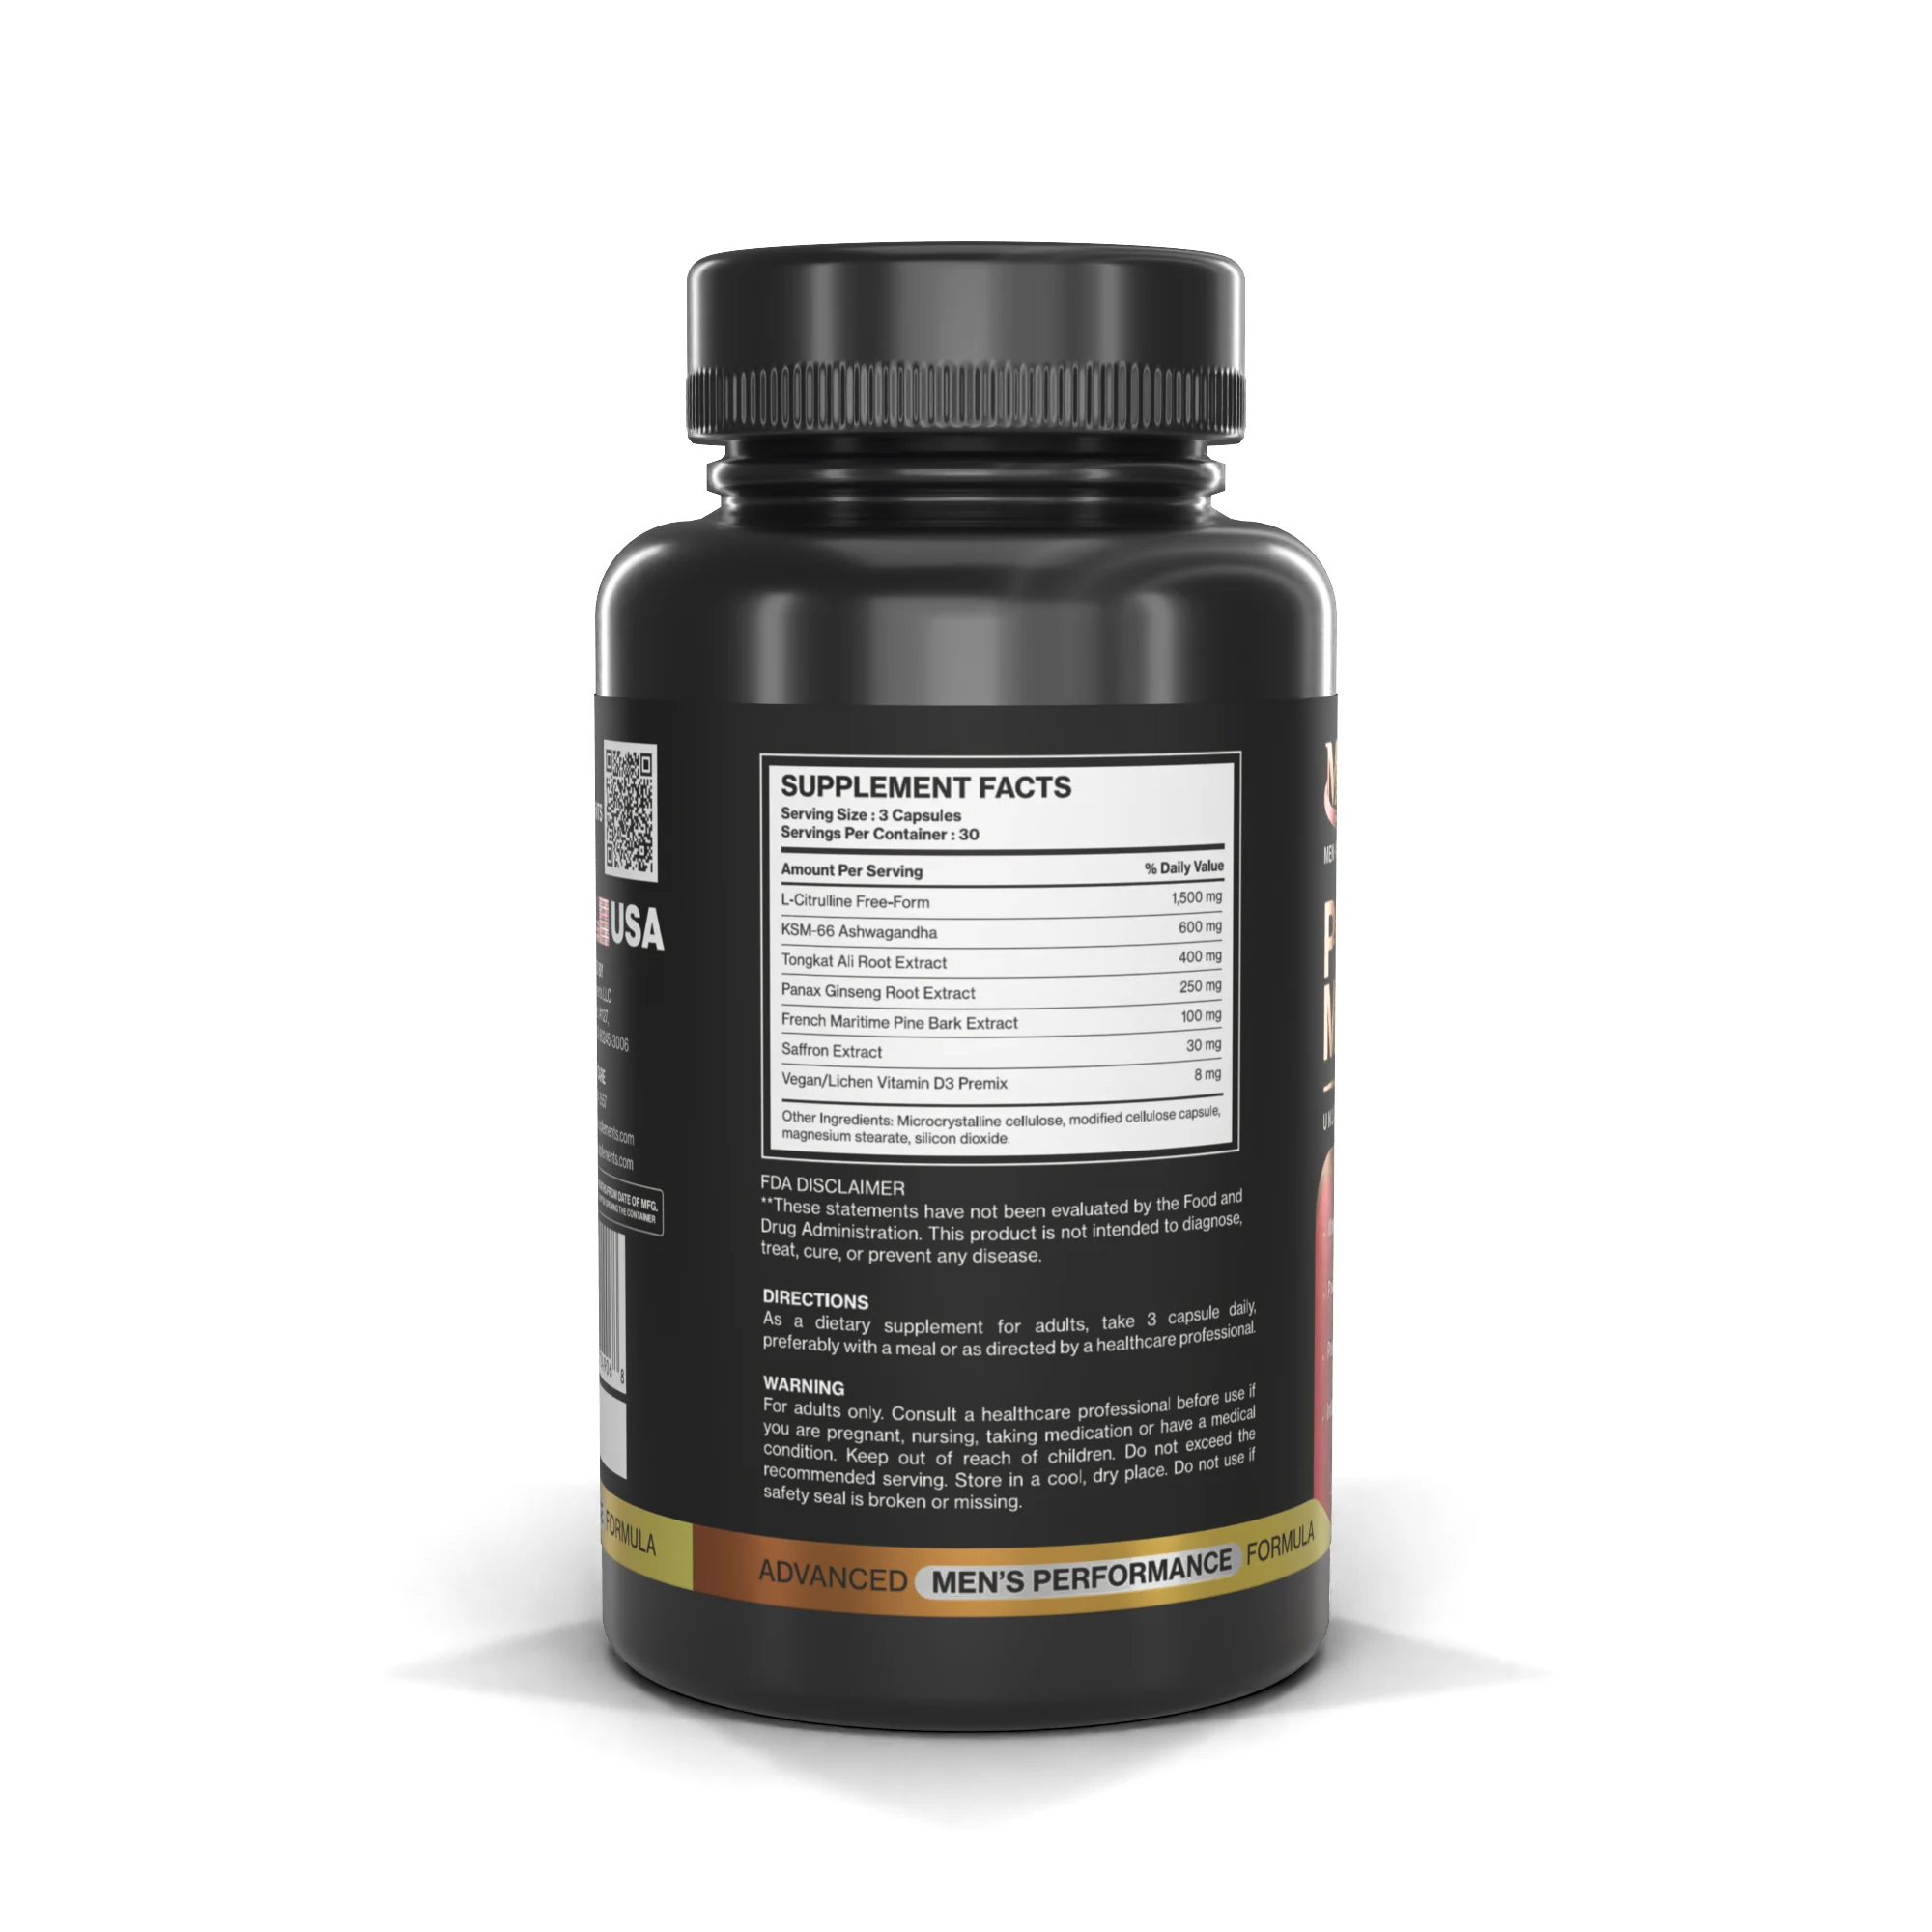 USA
FORMULA
SUPPLEMENT FACTS
Serving Size : 3 Capsules
Servings Per Container : 30
Amount Per Serving % Daily Value
L-Citrulline Free-Form 1,500 mg
KSM-66 Ashwagandha 600 mg
Tongkat Ali Root Extract 400 mg
Panax Ginseng Root Extract 250 mg
French Maritime Pine Bark Extract 100 mg
Saffron Extract 30 mg
Vegan/Lichen Vitamin D3 Premix 8 mg
Other Ingredients: Microcrystalline cellulose, modified cellulose capsule,
magnesium stearate, silicon dioxide.
FDA DISCLAIMER
**These statements have not been evaluated by the Food and
Drug Administration. This product is not intended to diagnose,
treat, cure, or prevent any disease.
DIRECTIONS
As a dietary supplement for adults, take 3 capsule daily,
preferably with a meal or as directed by a healthcare professional.
WARNING
For adults only. Consult a healthcare professional before use if
you are pregnant, nursing, taking medication or have a medical
condition. Keep out of reach of children. Do not exceed the
recommended serving. Store in a cool, dry place. Do not use if
safety seal is broken or missing.
ADVANCED MEN'S PERFORMANCE FORMULA